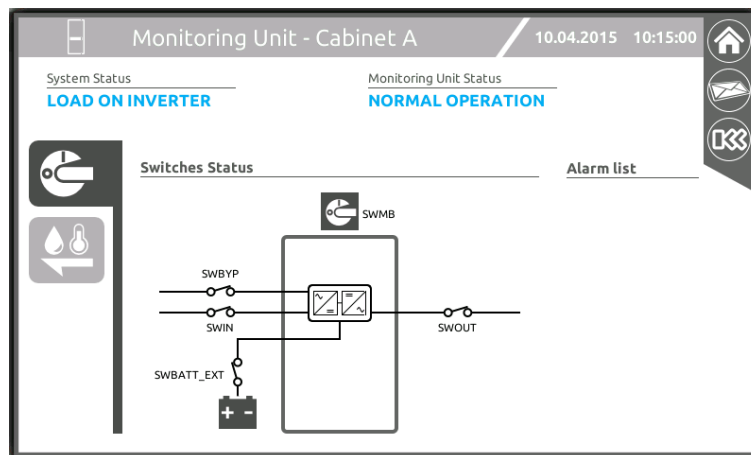 Monitoring Unit - Cabinet A
10.04.2015 10:15:00
System Status
LOAD ON INVERTER
Monitoring Unit Status
NORMAL OPERATION
Switches Status
Alarm list
SWMB
SWBYP
SWIN
SWOUT
SWBATT_EXT
+ -